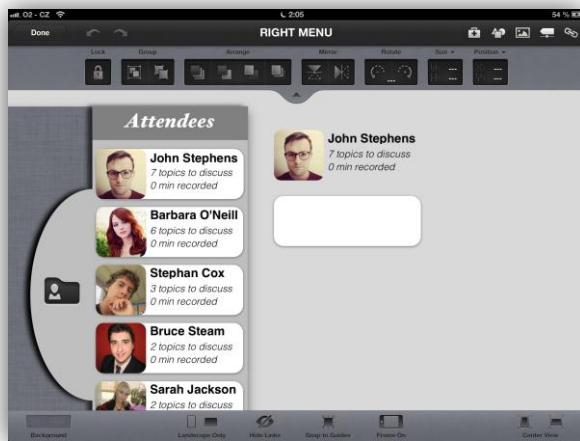 O2 - CZ
2:05
54 %
Done
RIGHT MENU
Lock
Group
Arrange
Mirror
Rotate
Size
Position
Attendees
John Stephens
7 topics to discuss
0 min recorded
Barbara O'Neill
6 topics to discuss
0 min recorded
Stephan Cox
3 topics to discuss
0 min recorded
Bruce Steam
2 topics to discuss
0 min recorded
Sarah Jackson
2 topics to discuss
John Stephens
7 topics to discuss
0 min recorded
Background
Landscape Only
Hide Links
Snap to Guides
Frame On
Center View